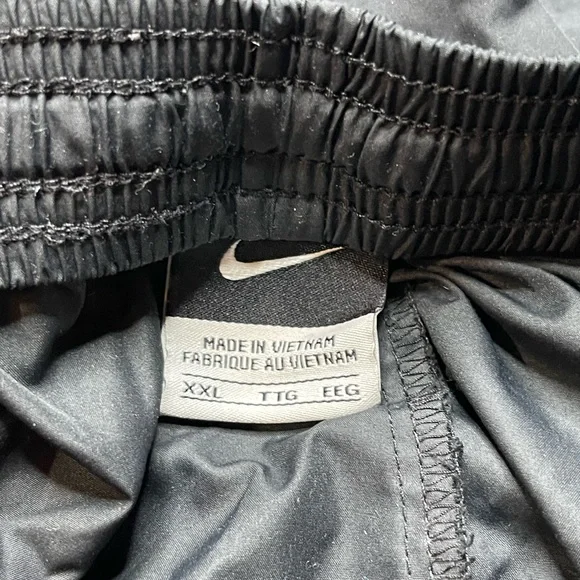 MADE IN VIETNAM
FABRIQUE AU VIETNAM
XXL TTG EEG